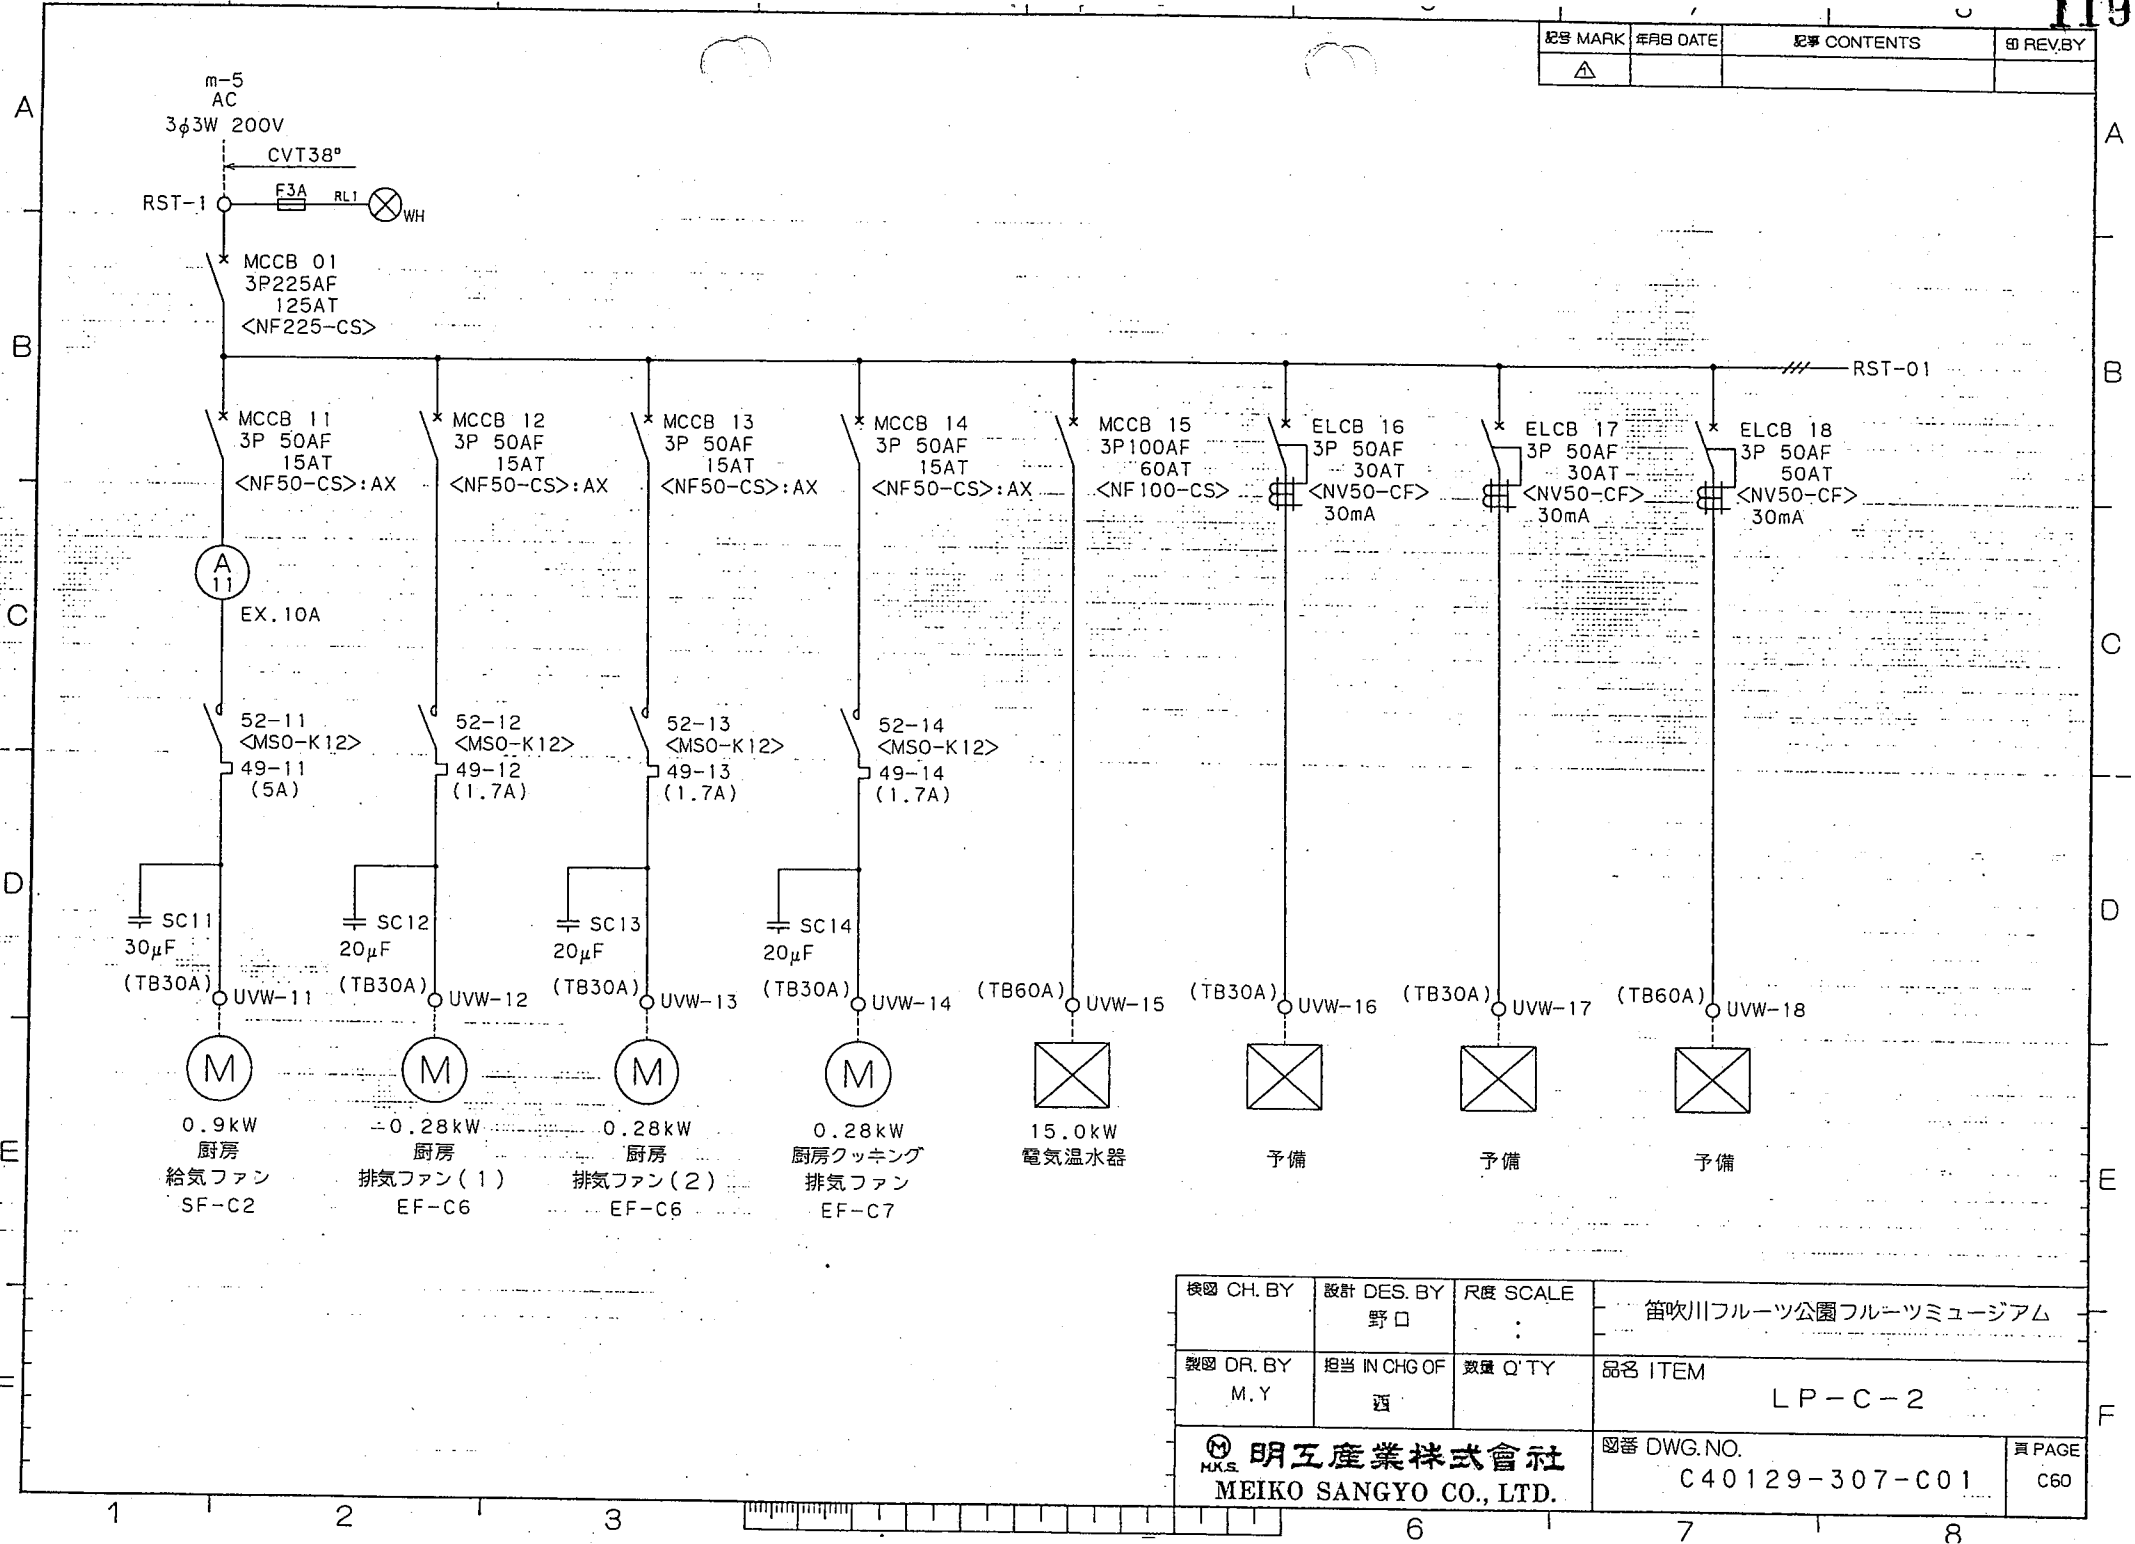 119
記号 MARK 年月日 DATE 記事 CONTENTS 印 REV.BY
1
m-5
AC
3φ3W 200V
CVT38°
RST-1 F3A RL1 WH
MCCB 01
3P225AF
125AT
<NF225-CS>
RST-01
MCCB 11
3P 50AF
15AT
<NF50-CS>:AX
MCCB 12
3P 50AF
15AT
<NF50-CS>:AX
MCCB 13
3P 50AF
15AT
<NF50-CS>:AX
MCCB 14
3P 50AF
15AT
<NF50-CS>:AX
MCCB 15
3P100AF
60AT
<NF100-CS>
ELCB 16
3P 50AF
30AT
<NV50-CF>
30mA
ELCB 17
3P 50AF
30AT
<NV50-CF>
30mA
ELCB 18
3P 50AF
50AT
<NV50-CF>
30mA
A
11
EX.10A
52-11
<MSO-K12>
49-11
(5A)
52-12
<MSO-K12>
49-12
(1.7A)
52-13
<MSO-K12>
49-13
(1.7A)
52-14
<MSO-K12>
49-14
(1.7A)
SC11
30μF
(TB30A) UVW-11
SC12
20μF
(TB30A) UVW-12
SC13
20μF
(TB30A) UVW-13
SC14
20μF
(TB30A) UVW-14
(TB60A) UVW-15
(TB30A) UVW-16
(TB30A) UVW-17
(TB60A) UVW-18
M
0.9kW
厨房
給気ファン
SF-C2
M
0.28kW
厨房
排気ファン(1)
EF-C6
M
0.28kW
厨房
排気ファン(2)
EF-C6
M
0.28kW
厨房クッキング
排気ファン
EF-C7
15.0kW
電気温水器
予備
予備
予備
検図 CH. BY
設計 DES. BY
野口
尺度 SCALE
:
笛吹川フルーツ公園フルーツミュージアム
製図 DR. BY
M.Y
担当 IN CHG OF
西
数量 Q'TY
品名 ITEM
LP-C-2
M
M.K.S. 明工産業株式會社
MEIKO SANGYO CO., LTD.
図番 DWG. NO.
C40129-307-C01
頁 PAGE
C60
A
B
C
D
E
A
B
C
D
E
F
1 2 3 6 7 8